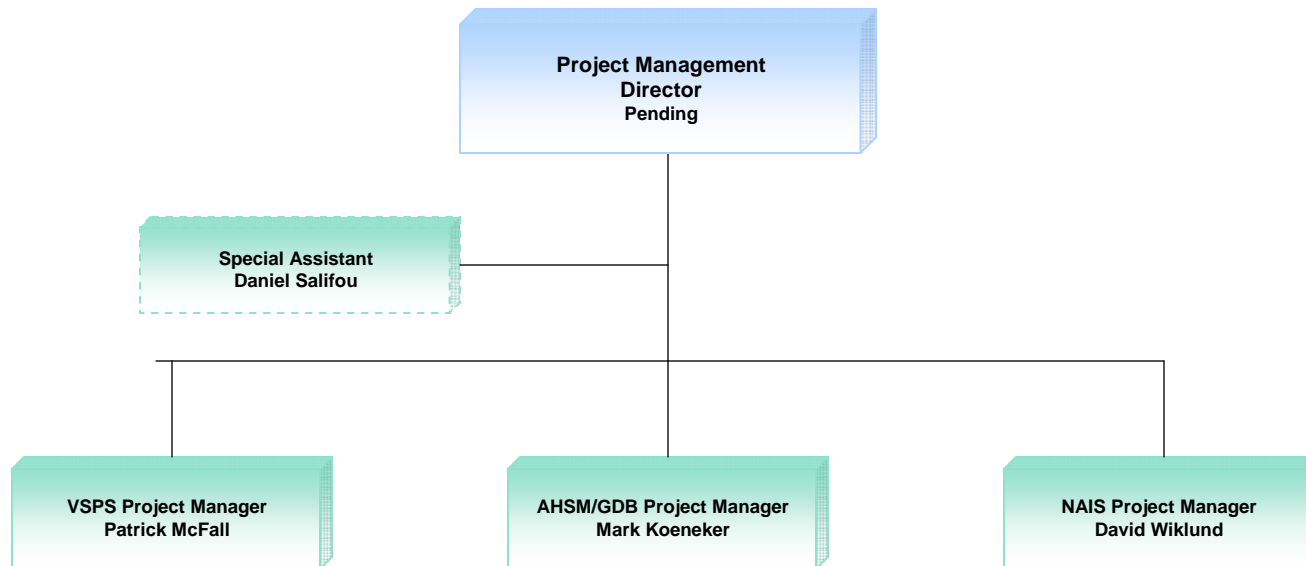 Project Management
Director
Pending
Special Assistant
Daniel Salifou
VSPS Project Manager
Patrick McFall
AHSM/GDB Project Manager
Mark Koeneker
NAIS Project Manager
David Wiklund